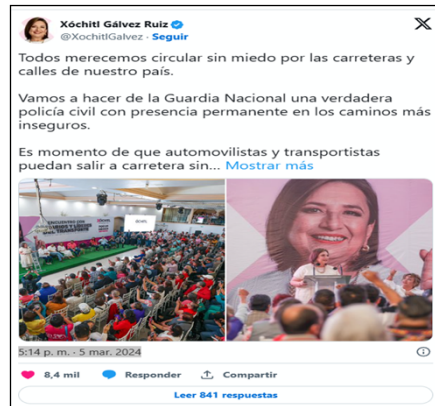 Xóchitl Gálvez Ruiz
@XochitlGalvez · Seguir
Todos merecemos circular sin miedo por las carreteras y
calles de nuestro país.
Vamos a hacer de la Guardia Nacional una verdadera
policía civil con presencia permanente en los caminos más
inseguros.
Es momento de que automovilistas y transportistas
puedan salir a carretera sin... Mostrar más
5:14 p. m. · 5 mar. 2024
8,4 mil Responder Compartir
Leer 841 respuestas